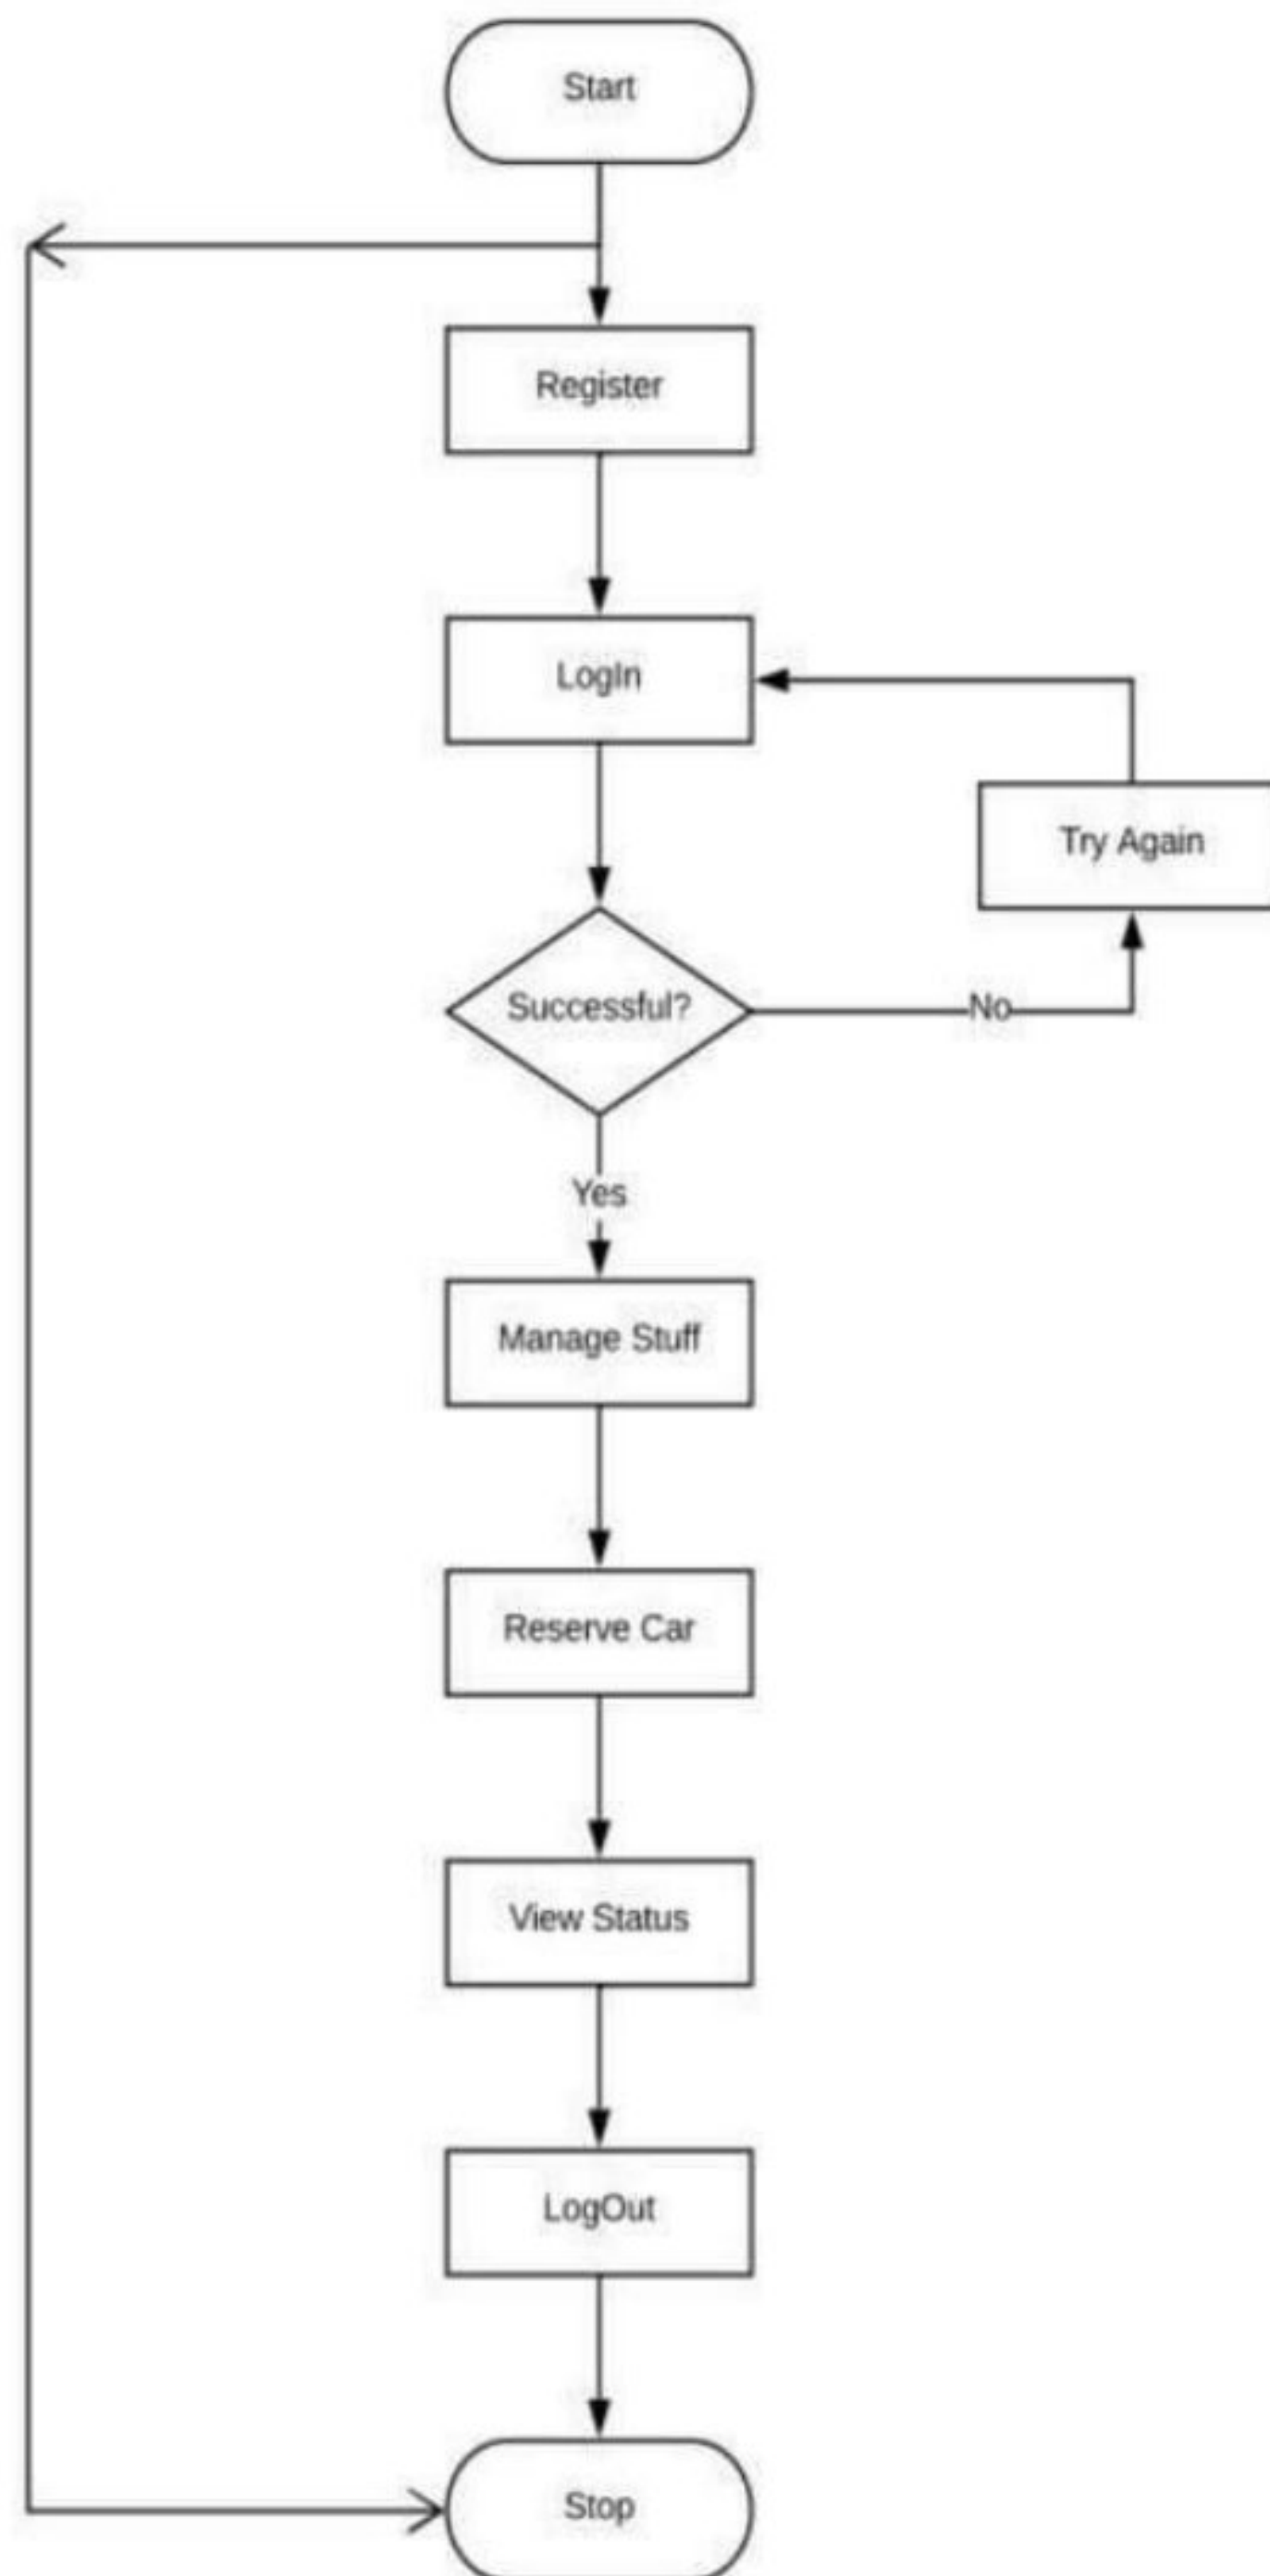 Start
Register
LogIn
Try Again
Successful?
No
Yes
Manage Stuff
Reserve Car
View Status
LogOut
Stop